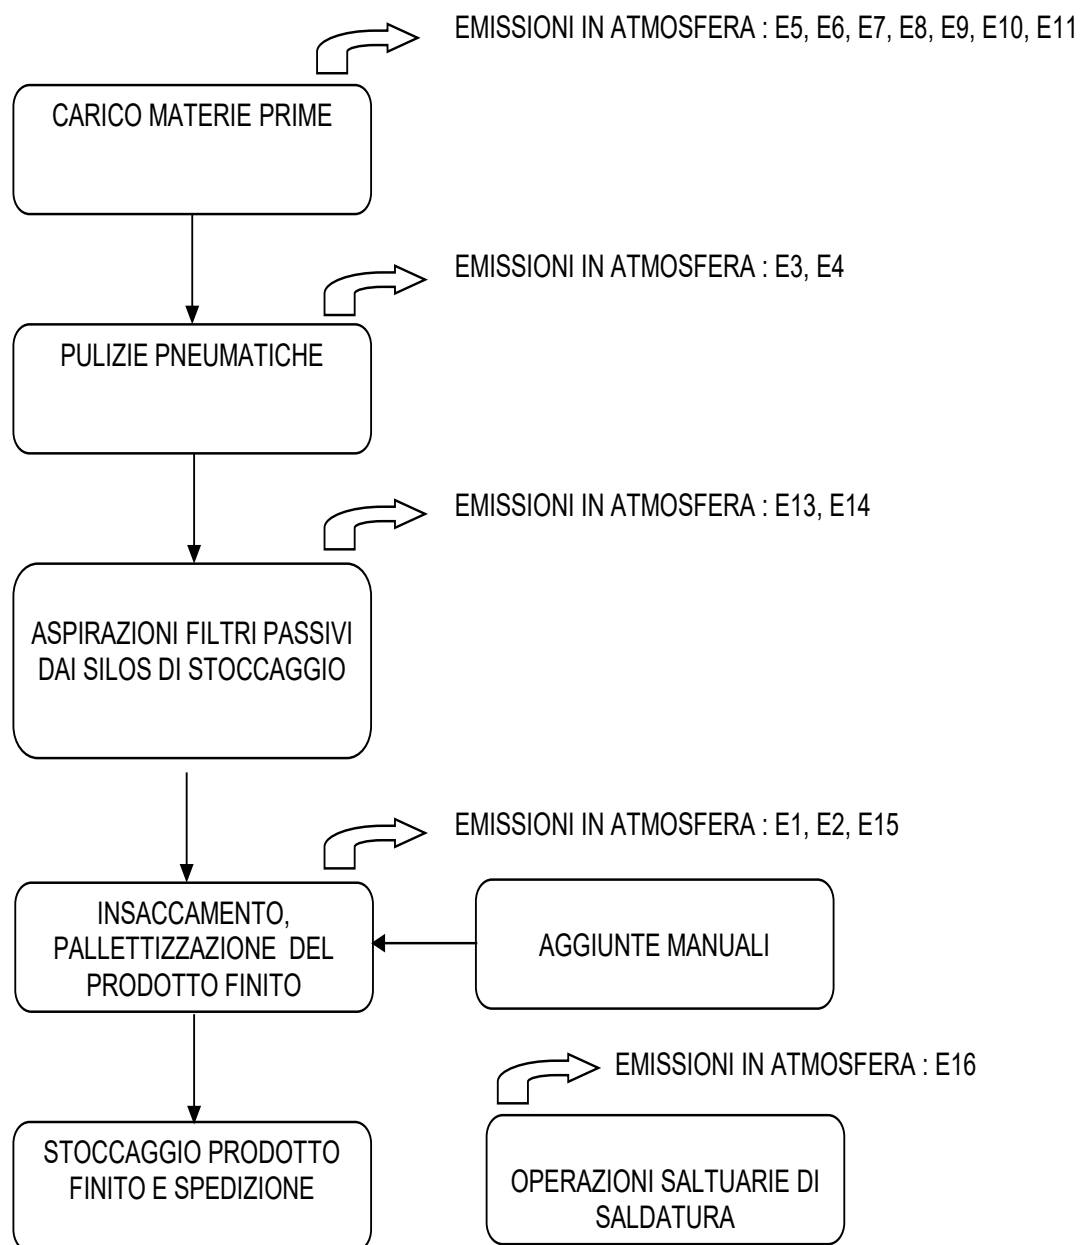 EMISSIONI IN ATMOSFERA : E5, E6, E7, E8, E9, E10, E11
CARICO MATERIE PRIME
EMISSIONI IN ATMOSFERA : E3, E4
PULIZIE PNEUMATICHE
EMISSIONI IN ATMOSFERA : E13, E14
ASPIRAZIONI FILTRI PASSIVI
DAI SILOS DI STOCCAGGIO
EMISSIONI IN ATMOSFERA : E1, E2, E15
INSACCAMENTO,
PALLETTIZZAZIONE DEL
PRODOTTO FINITO
AGGIUNTE MANUALI
EMISSIONI IN ATMOSFERA : E16
STOCCAGGIO PRODOTTO
FINITO E SPEDIZIONE
OPERAZIONI SALTUARIE DI
SALDATURA